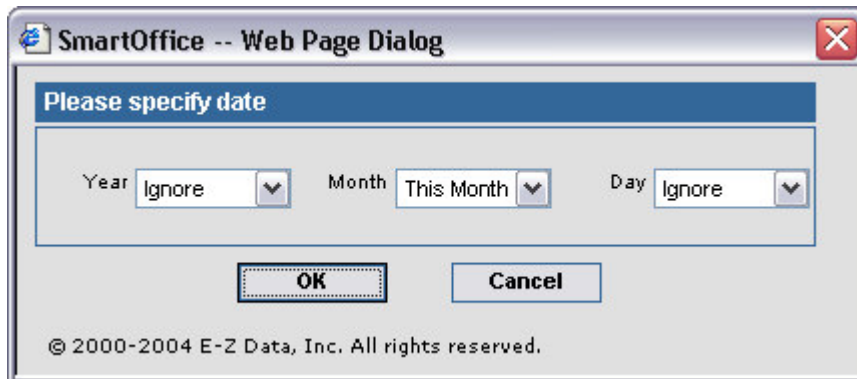 SmartOffice -- Web Page Dialog
Please specify date
Year Ignore Month This Month Day Ignore
OK Cancel
© 2000-2004 E-Z Data, Inc. All rights reserved.